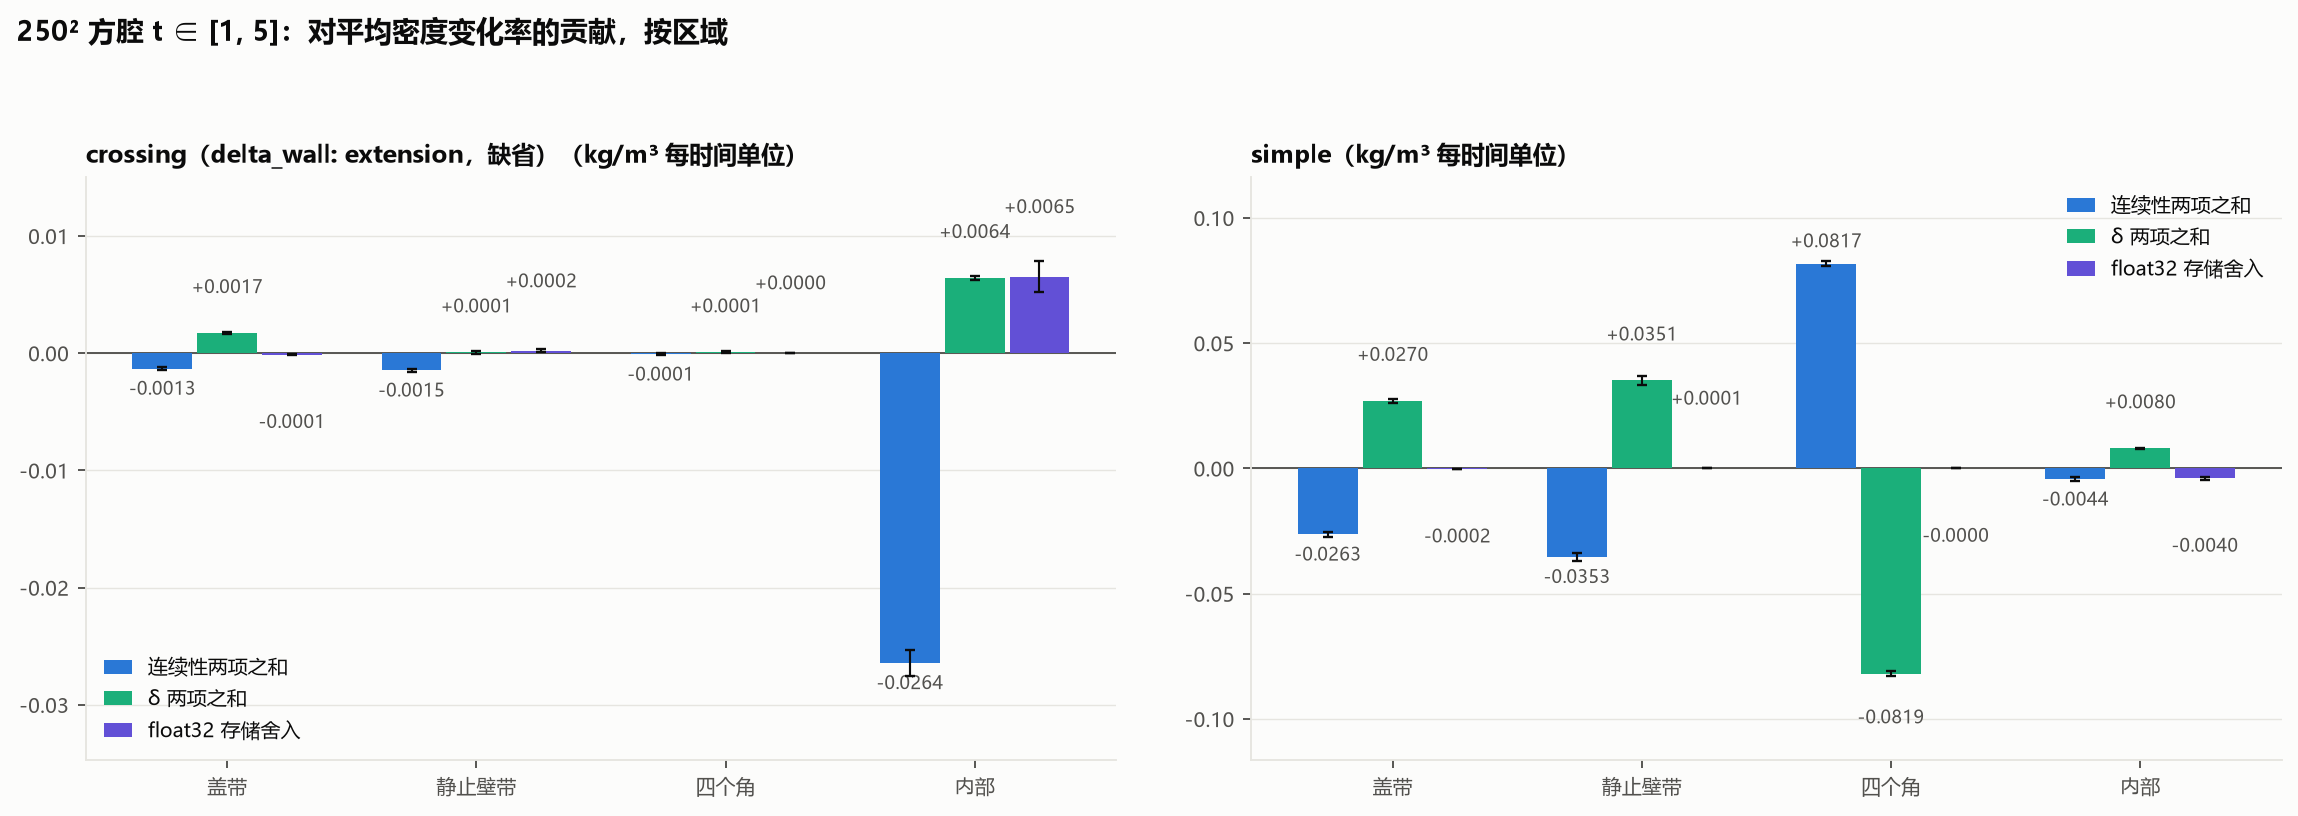 250² 方腔 t ∈ [1, 5]：对平均密度变化率的贡献，按区域
crossing（delta_wall: extension，缺省）（kg/m³ 每时间单位）
0.01
0.00
-0.01
-0.02
-0.03
+0.0017
-0.0013
-0.0001
+0.0001
+0.0002
-0.0015
+0.0001
+0.0000
-0.0001
+0.0064
+0.0065
-0.0264
连续性两项之和
δ 两项之和
float32 存储舍入
盖带
静止壁带
四个角
内部
simple（kg/m³ 每时间单位）
0.10
0.05
0.00
-0.05
-0.10
+0.0270
-0.0263
-0.0002
+0.0351
+0.0001
-0.0353
+0.0817
-0.0000
-0.0819
+0.0080
-0.0044
-0.0040
连续性两项之和
δ 两项之和
float32 存储舍入
盖带
静止壁带
四个角
内部